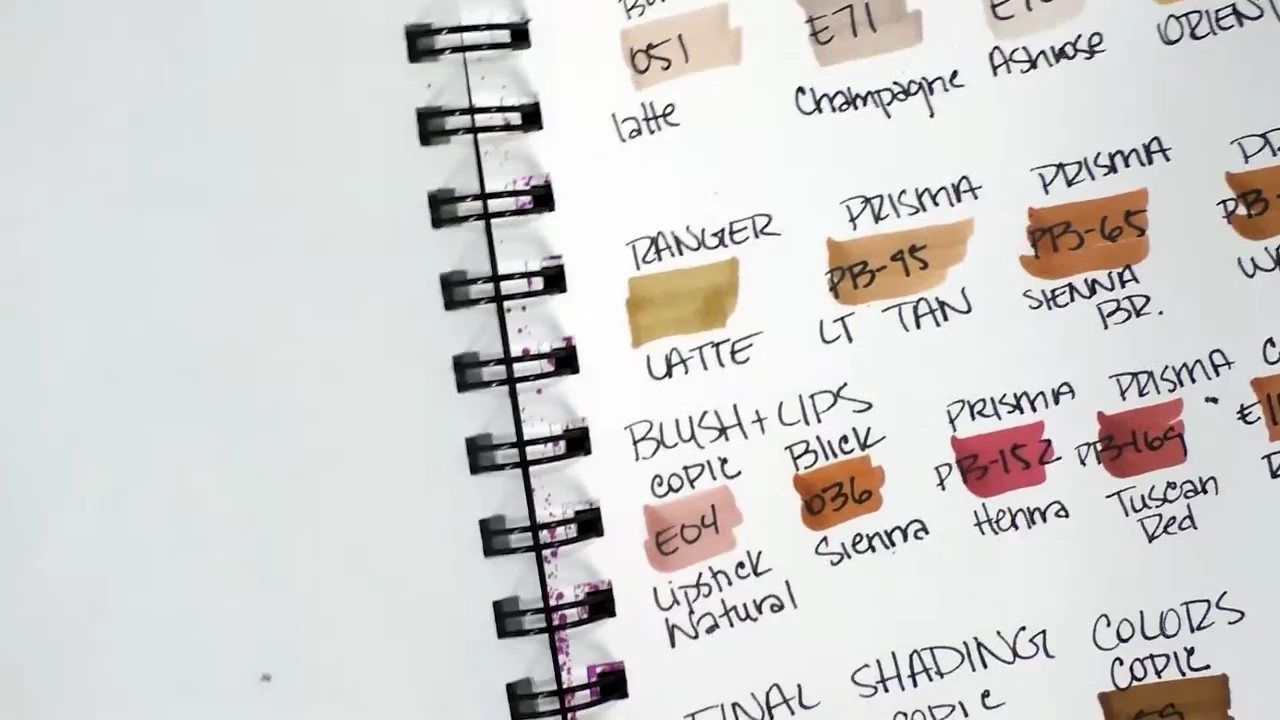 051 E71
latte Champagne Ashrose
RANGER PRISMA PRISMA
PB-95 PB-65
LATTE LT TAN SIENNA BR.
BLUSH + LIPS
COPIC Blick PRISMA PRISMA
E04 036 PB-152 PB-169
Lipstick Natural Sienna Henna Tuscan Red
SHADING COLORS
COPIC COPIC